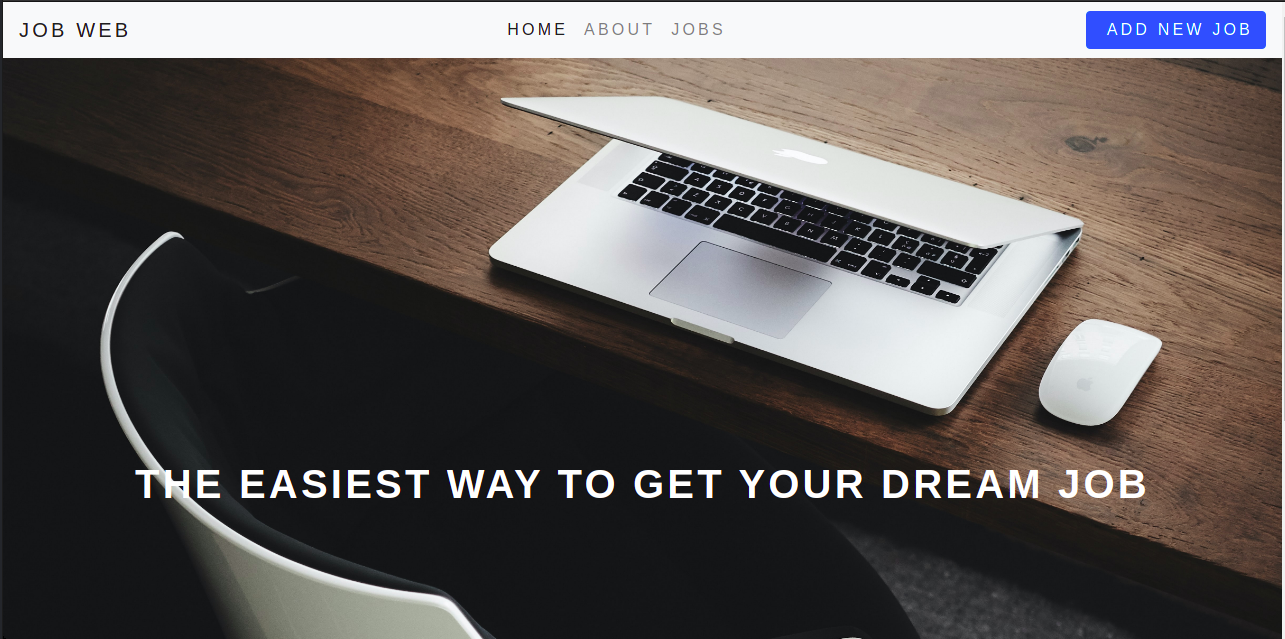 JOB WEB
HOME ABOUT JOBS
ADD NEW JOB
THE EASIEST WAY TO GET YOUR DREAM JOB